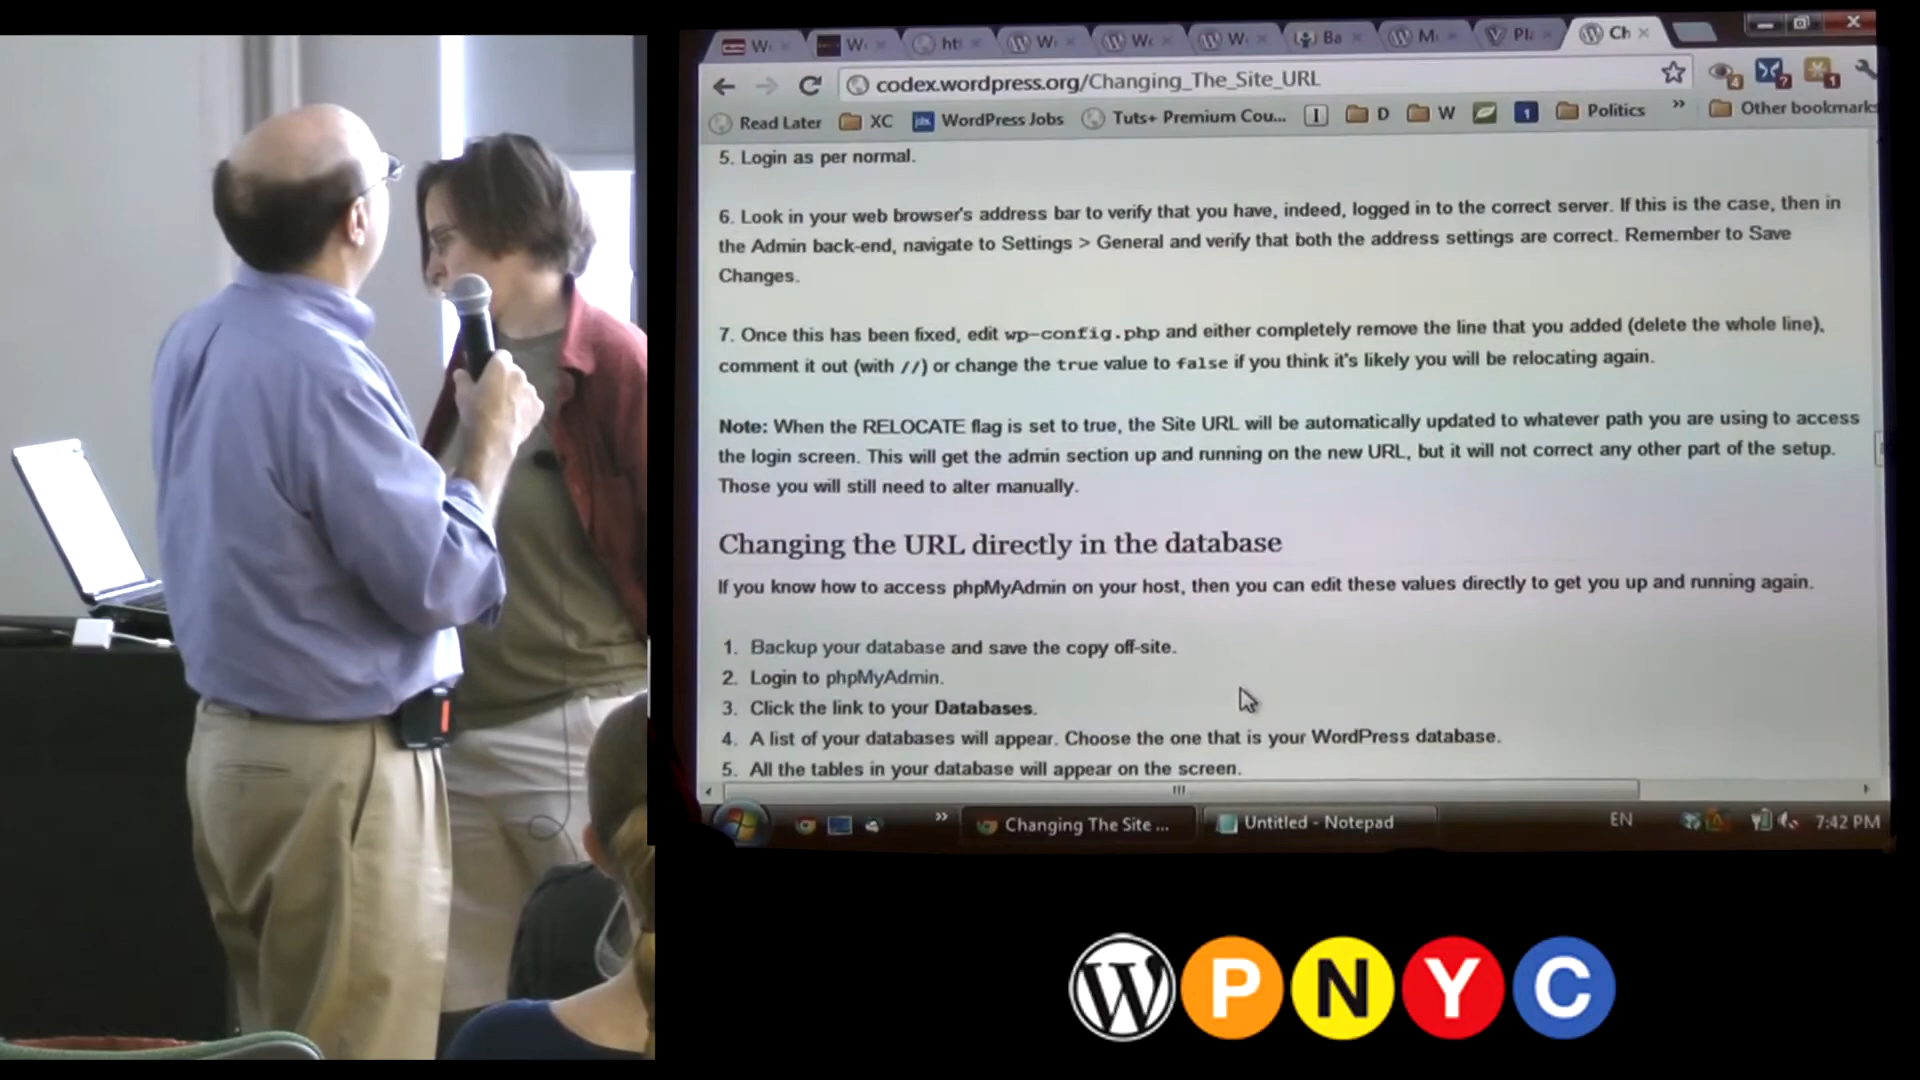 W
W
ht
W
Wo
W
Ba
M
Pl
Ch
codex.wordpress.org/Changing_The_Site_URL
4
?
1
Read Later XC WordPress Jobs Tuts+ Premium Cou... I D W 1 Politics » Other bookmarks
5. Login as per normal.
6. Look in your web browser's address bar to verify that you have, indeed, logged in to the correct server. If this is the case, then in
the Admin back-end, navigate to Settings > General and verify that both the address settings are correct. Remember to Save
Changes.
7. Once this has been fixed, edit wp-config.php and either completely remove the line that you added (delete the whole line),
comment it out (with //) or change the true value to false if you think it's likely you will be relocating again.
Note: When the RELOCATE flag is set to true, the Site URL will be automatically updated to whatever path you are using to access
the login screen. This will get the admin section up and running on the new URL, but it will not correct any other part of the setup.
Those you will still need to alter manually.
Changing the URL directly in the database
If you know how to access phpMyAdmin on your host, then you can edit these values directly to get you up and running again.
1. Backup your database and save the copy off-site.
2. Login to phpMyAdmin.
3. Click the link to your Databases.
4. A list of your databases will appear. Choose the one that is your WordPress database.
5. All the tables in your database will appear on the screen.
» Changing The Site ... Untitled - Notepad EN 7:42 PM
WPNYC